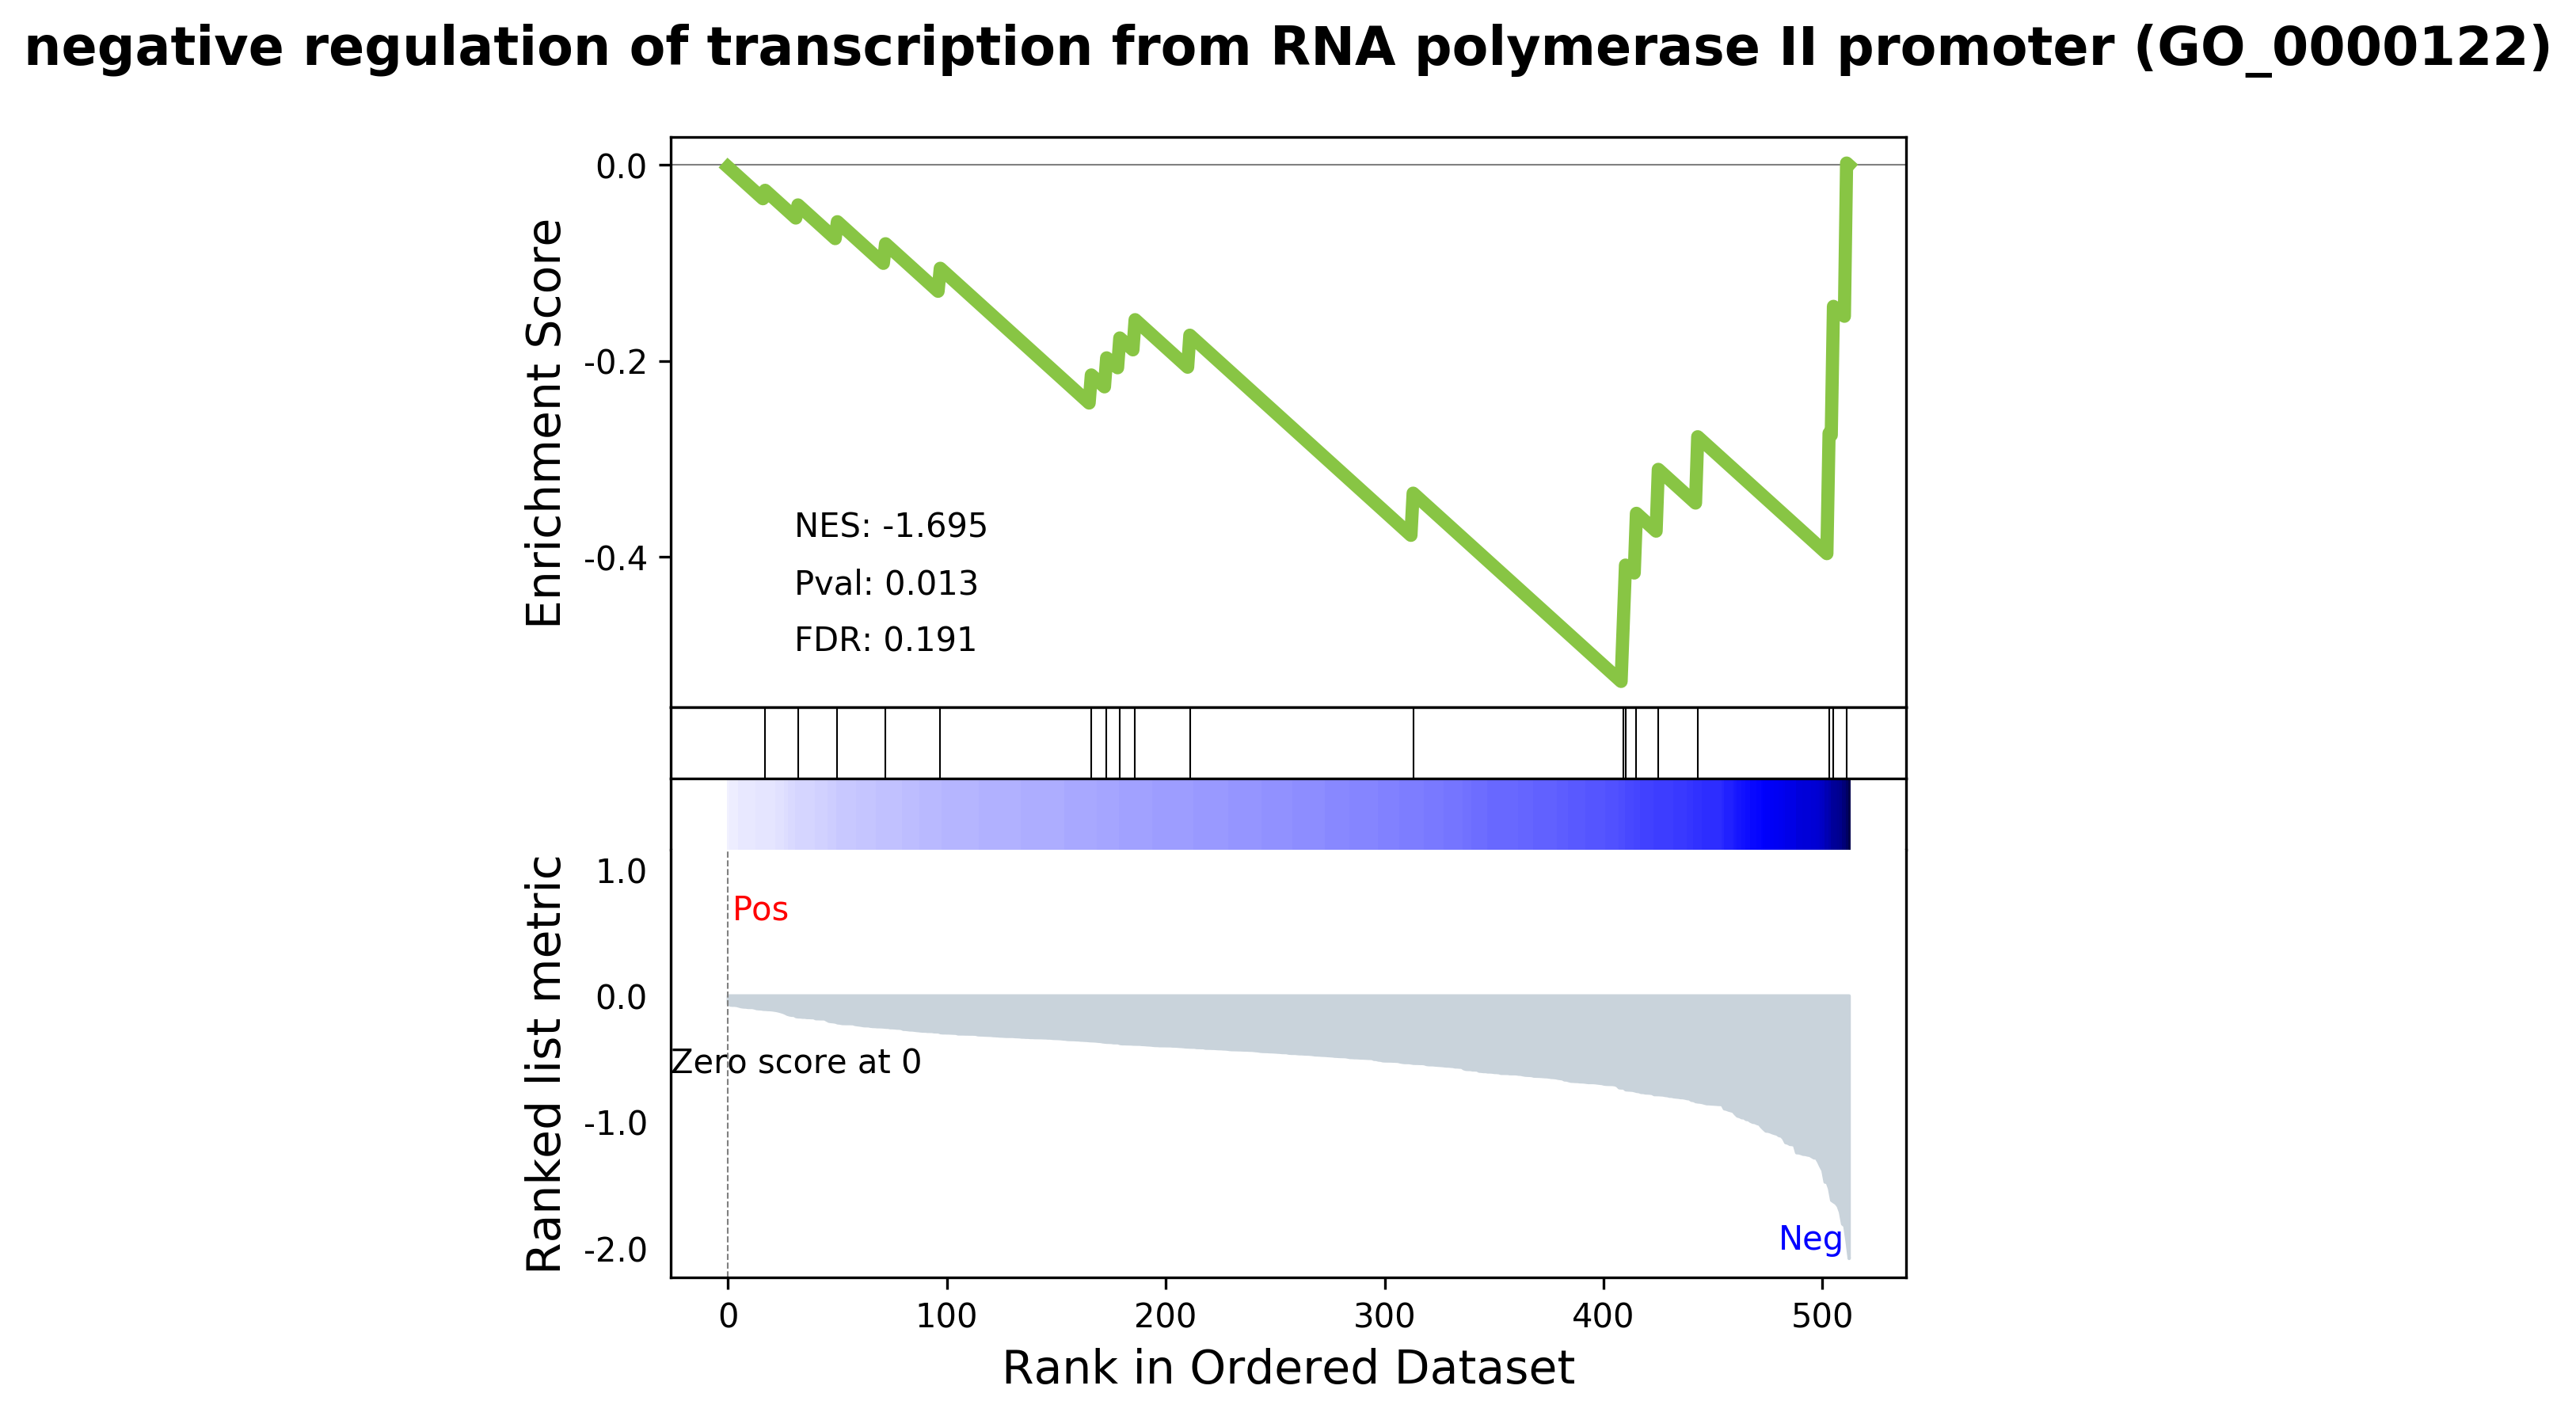 negative regulation of transcription from RNA polymerase II promoter (GO_0000122)
Enrichment Score
0.0
-0.2
-0.4
NES: -1.695
Pval: 0.013
FDR: 0.191
Ranked list metric
1.0
0.0
-1.0
-2.0
Pos
Zero score at 0
Neg
0 100 200 300 400 500
Rank in Ordered Dataset